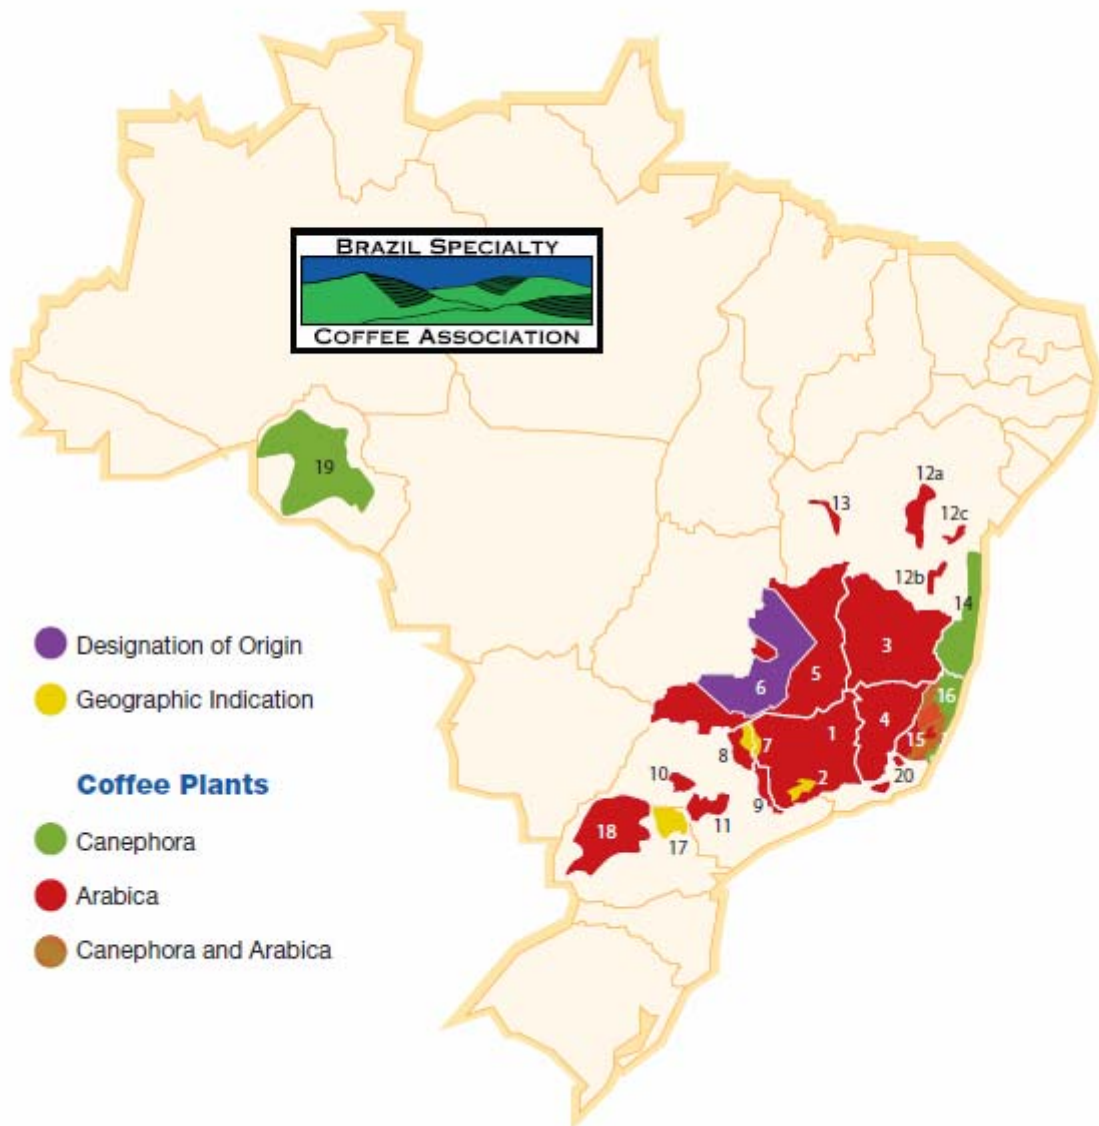 BRAZIL SPECIALTY
COFFEE ASSOCIATION
19
13
12a
12c
12b
14
3
5
6
16
4
1
15
7
8
20
2
10
9
11
18
17
Designation of Origin
Geographic Indication
Coffee Plants
Canephora
Arabica
Canephora and Arabica